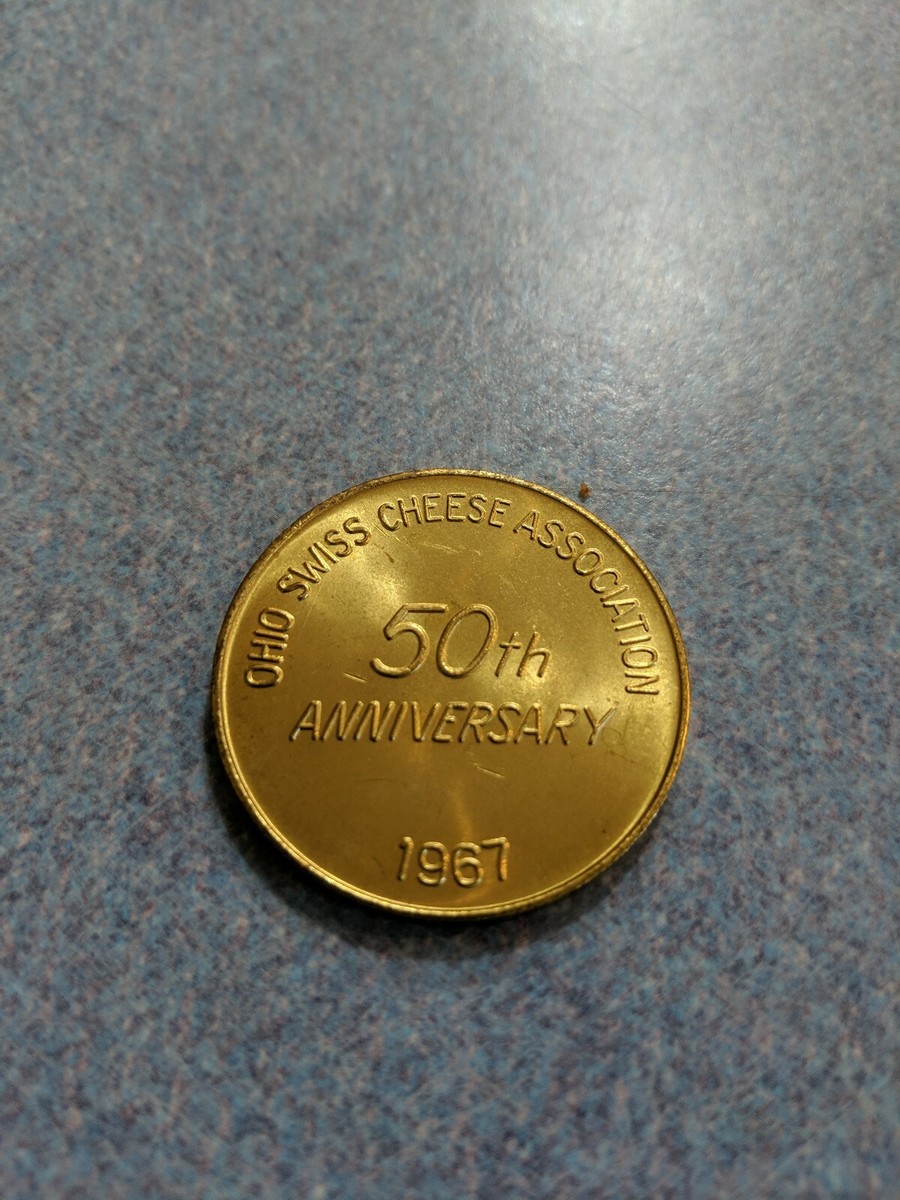 OHIO SWISS CHEESE ASSOCIATION
50th
ANNIVERSARY
1967